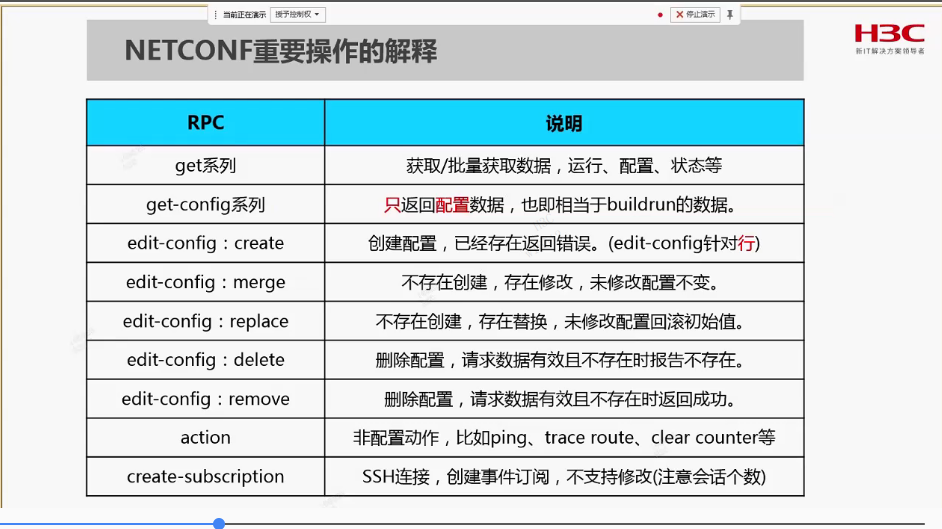 当前正在演示 授予控制权 停止演示
NETCONF重要操作的解释
H3C
新IT解决方案领导者
RPC 说明
get系列 获取/批量获取数据，运行、配置、状态等
get-config系列 只返回配置数据，也即相当于buildrun的数据。
edit-config：create 创建配置，已经存在返回错误。(edit-config针对行)
edit-config：merge 不存在创建，存在修改，未修改配置不变。
edit-config：replace 不存在创建，存在替换，未修改配置回滚初始值。
edit-config：delete 删除配置，请求数据有效且不存在时报告不存在。
edit-config：remove 删除配置，请求数据有效且不存在时返回成功。
action 非配置动作，比如ping、trace route、clear counter等
create-subscription SSH连接，创建事件订阅，不支持修改(注意会话个数)